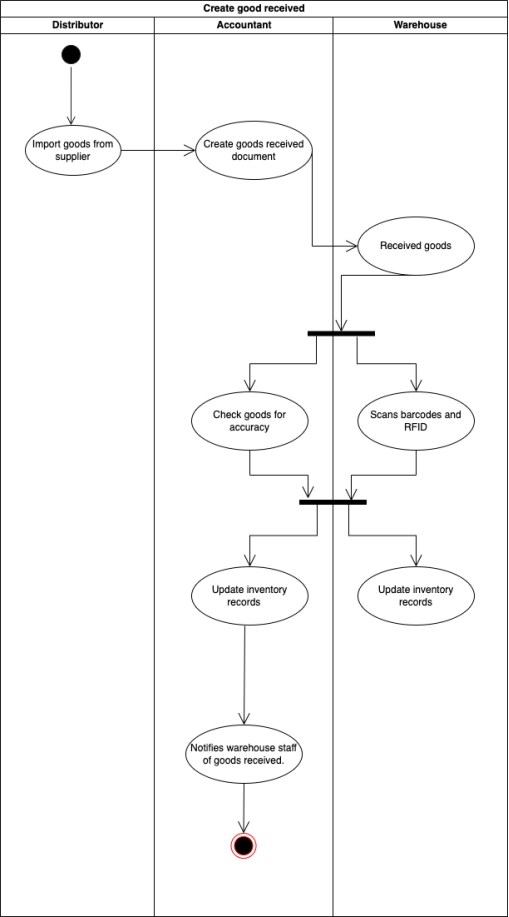 Create good received
Distributor
Accountant
Warehouse
Import goods from
supplier
Create goods received
document
Received goods
Check goods for
accuracy
Scans barcodes and
RFID
Update inventory
records
Update inventory
records
Notifies warehouse staff
of goods received.